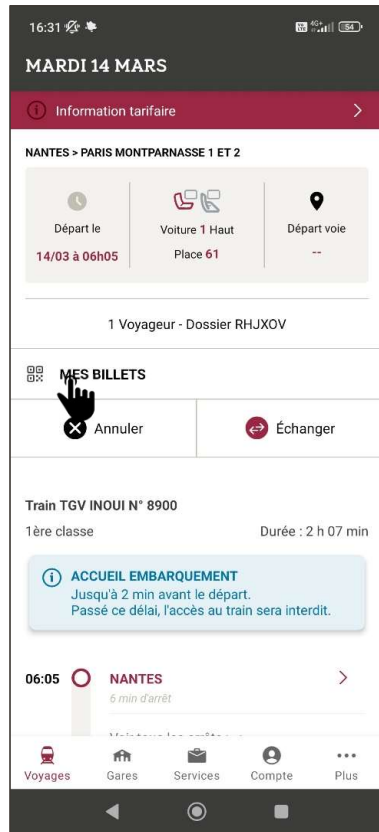 16:31
4G+
54
MARDI 14 MARS
Information tarifaire
NANTES > PARIS MONTPARNASSE 1 ET 2
Départ le
14/03 à 06h05
Voiture 1 Haut
Place 61
Départ voie
--
1 Voyageur - Dossier RHJXOV
MES BILLETS
Annuler
Échanger
Train TGV INOUI N° 8900
1ère classe
Durée : 2 h 07 min
ACCUEIL EMBARQUEMENT
Jusqu'à 2 min avant le départ.
Passé ce délai, l'accès au train sera interdit.
06:05
NANTES
6 min d'arrêt
Voyages
Gares
Services
Compte
Plus